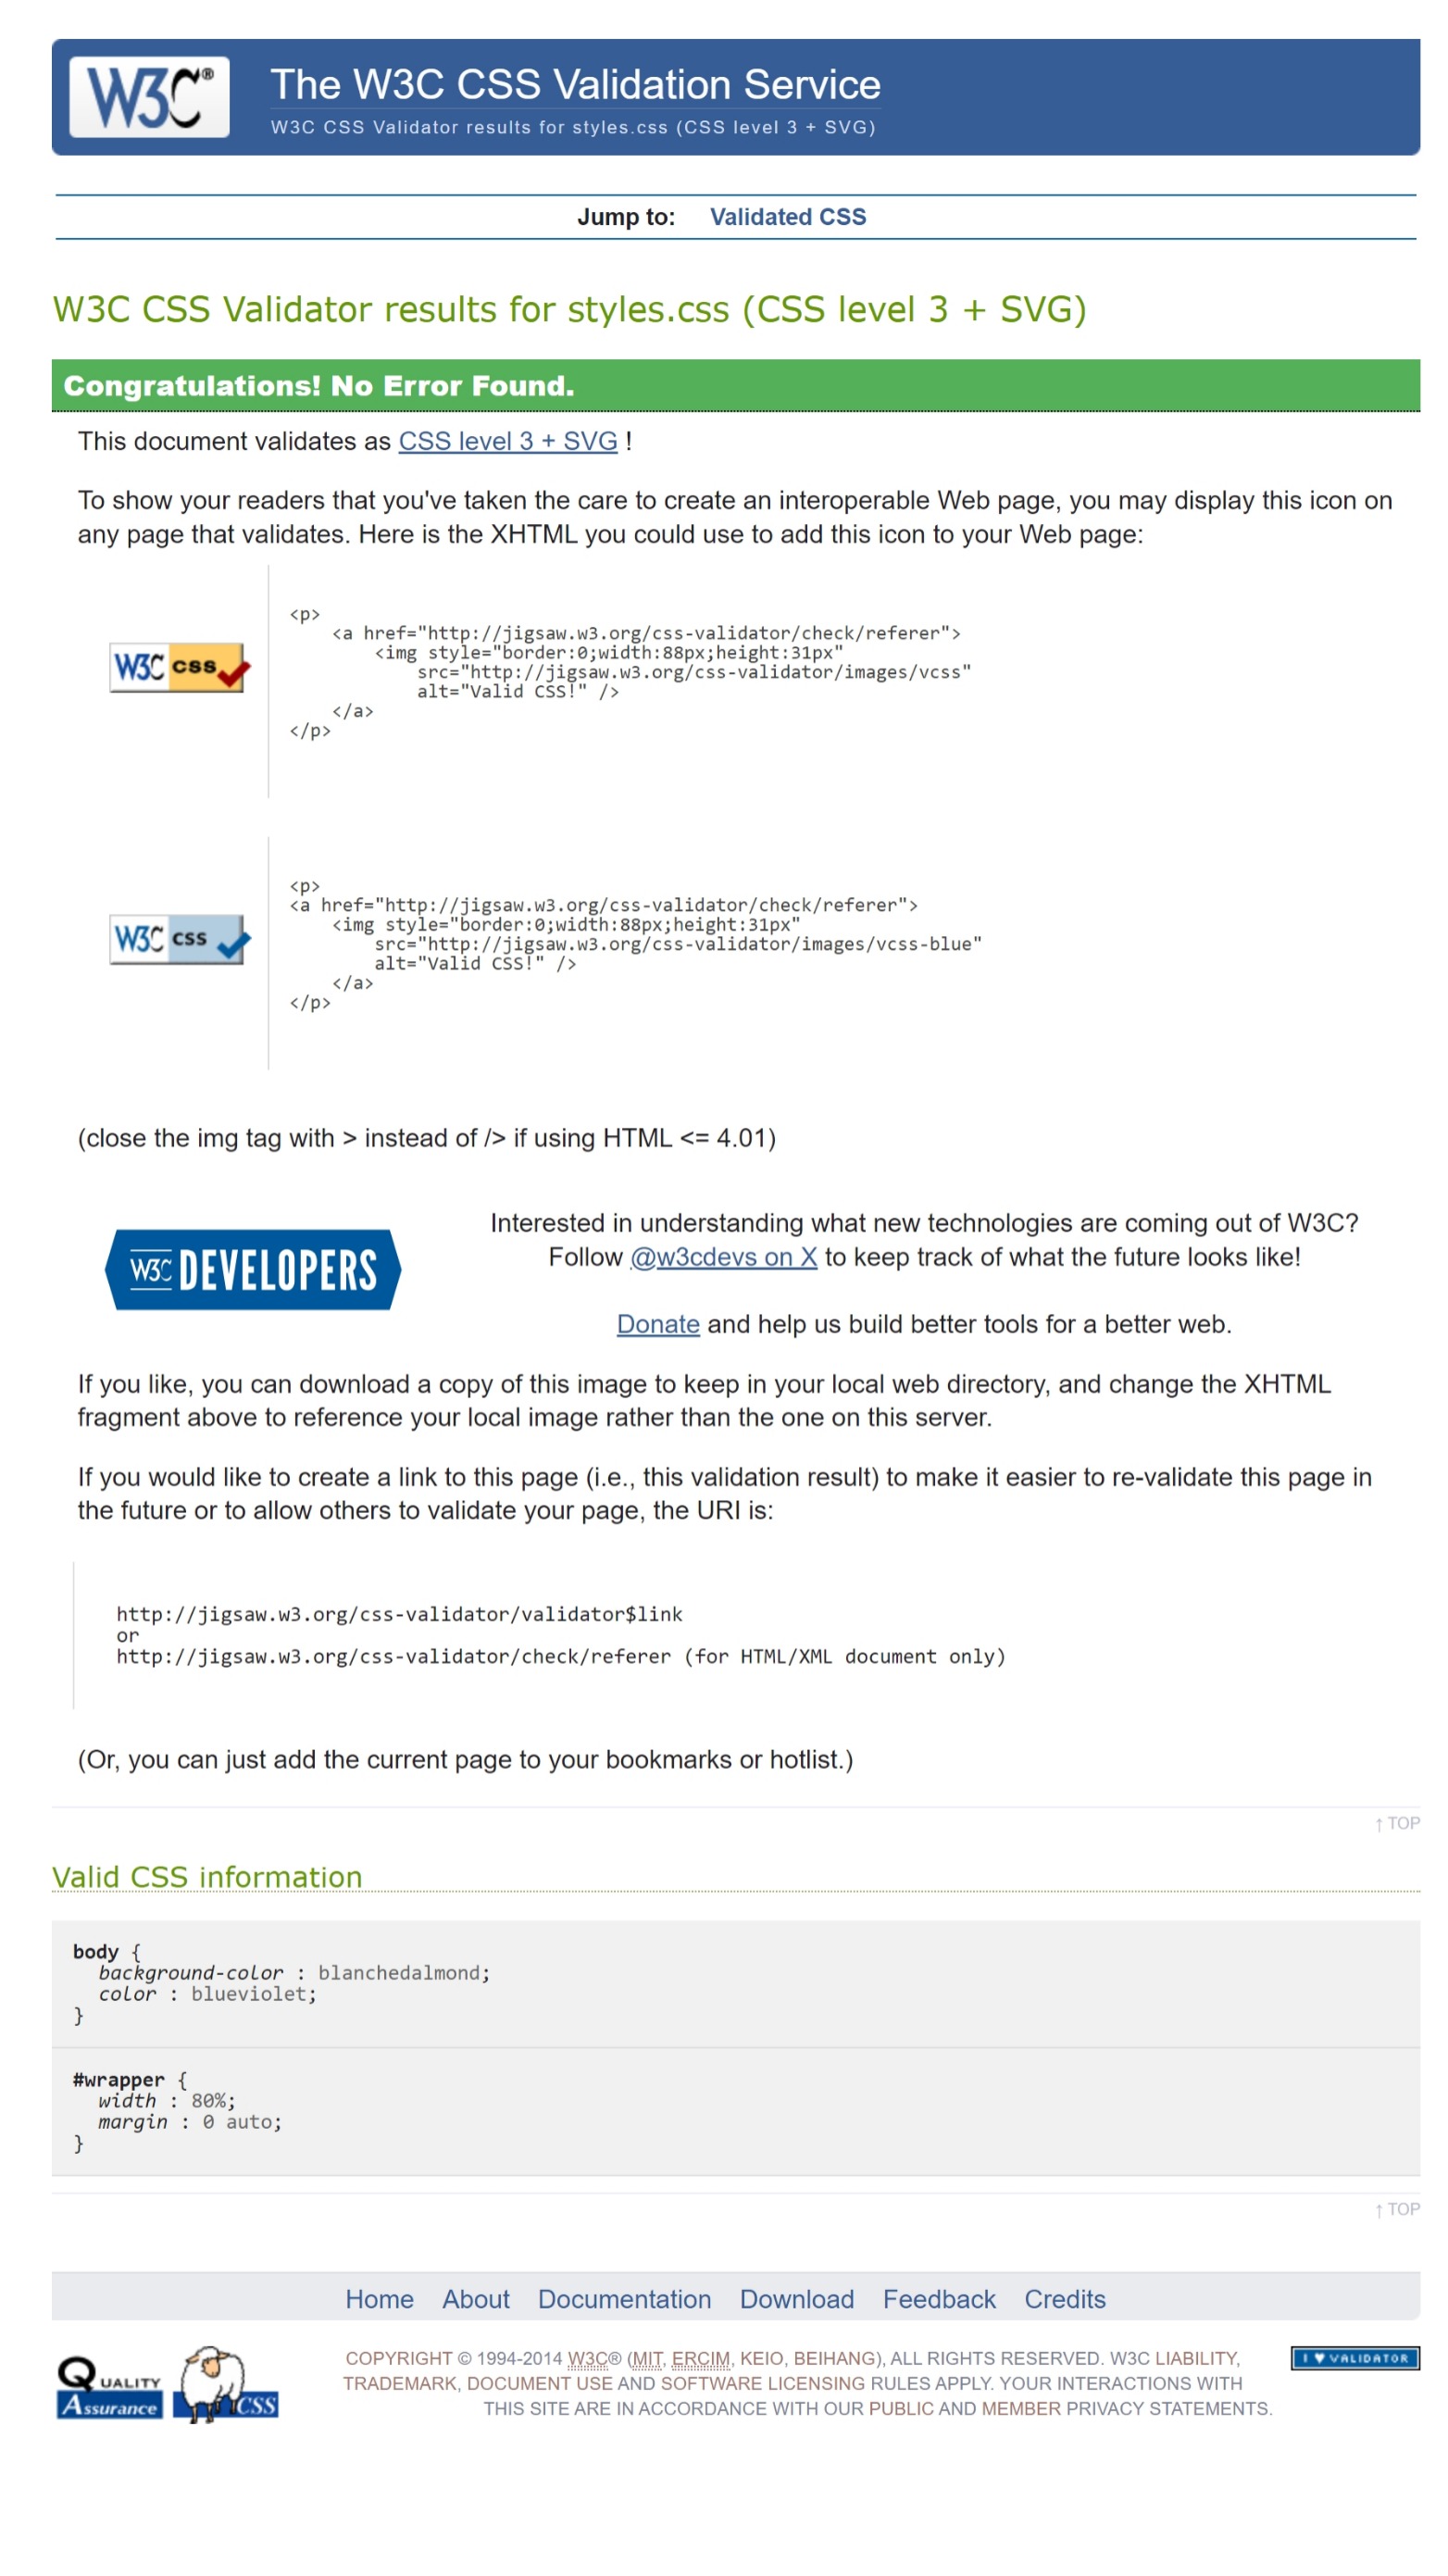 W3C®
The W3C CSS Validation Service
W3C CSS Validator results for styles.css (CSS level 3 + SVG)
Jump to: Validated CSS
W3C CSS Validator results for styles.css (CSS level 3 + SVG)
Congratulations! No Error Found.
This document validates as CSS level 3 + SVG !
To show your readers that you've taken the care to create an interoperable Web page, you may display this icon on
any page that validates. Here is the XHTML you could use to add this icon to your Web page:
W3C css
<p>
    <a href="http://jigsaw.w3.org/css-validator/check/referer">
        <img style="border:0;width:88px;height:31px"
            src="http://jigsaw.w3.org/css-validator/images/vcss"
            alt="Valid CSS!" />
    </a>
</p>
W3C css
<p>
<a href="http://jigsaw.w3.org/css-validator/check/referer">
    <img style="border:0;width:88px;height:31px"
        src="http://jigsaw.w3.org/css-validator/images/vcss-blue"
        alt="Valid CSS!" />
    </a>
</p>
(close the img tag with > instead of /> if using HTML <= 4.01)
W3C DEVELOPERS
Interested in understanding what new technologies are coming out of W3C?
Follow @w3cdevs on X to keep track of what the future looks like!
Donate and help us build better tools for a better web.
If you like, you can download a copy of this image to keep in your local web directory, and change the XHTML
fragment above to reference your local image rather than the one on this server.
If you would like to create a link to this page (i.e., this validation result) to make it easier to re-validate this page in
the future or to allow others to validate your page, the URI is:
http://jigsaw.w3.org/css-validator/validator$link
or
http://jigsaw.w3.org/css-validator/check/referer (for HTML/XML document only)
(Or, you can just add the current page to your bookmarks or hotlist.)
↑ TOP
Valid CSS information
body {
  background-color : blanchedalmond;
  color : blueviolet;
}
#wrapper {
  width : 80%;
  margin : 0 auto;
}
↑ TOP
Home About Documentation Download Feedback Credits
QUALITY
Assurance
CSS
COPYRIGHT © 1994-2014 W3C® (MIT, ERCIM, KEIO, BEIHANG), ALL RIGHTS RESERVED. W3C LIABILITY,
TRADEMARK, DOCUMENT USE AND SOFTWARE LICENSING RULES APPLY. YOUR INTERACTIONS WITH
THIS SITE ARE IN ACCORDANCE WITH OUR PUBLIC AND MEMBER PRIVACY STATEMENTS.
I ♥ VALIDATOR